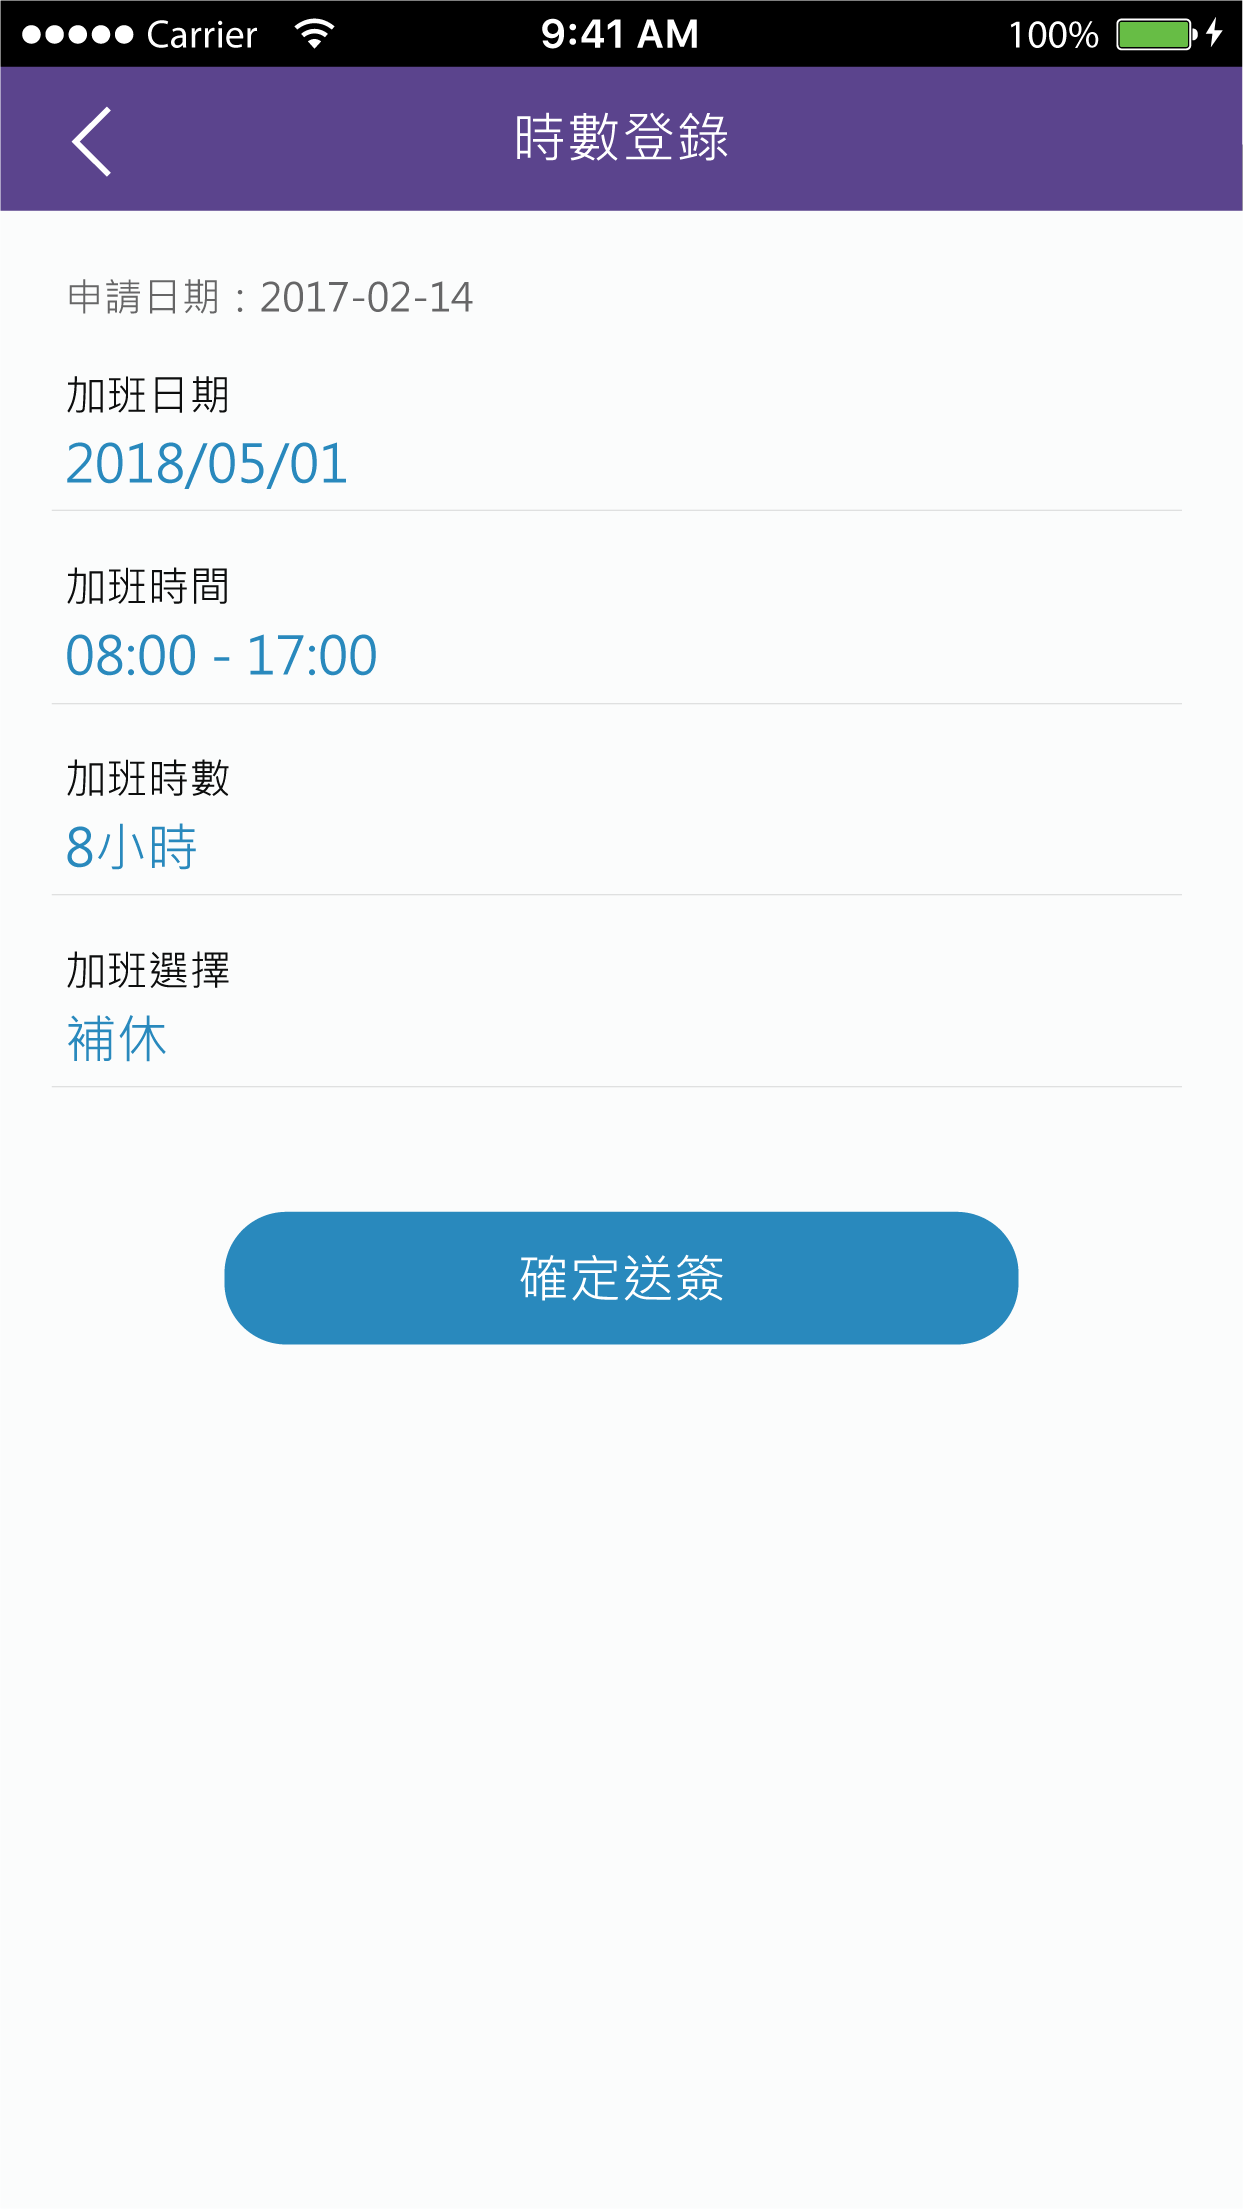 Carrier 9:41 AM 100%
時數登錄
申請日期：2017-02-14
加班日期
2018/05/01
加班時間
08:00 - 17:00
加班時數
8小時
加班選擇
補休
確定送簽